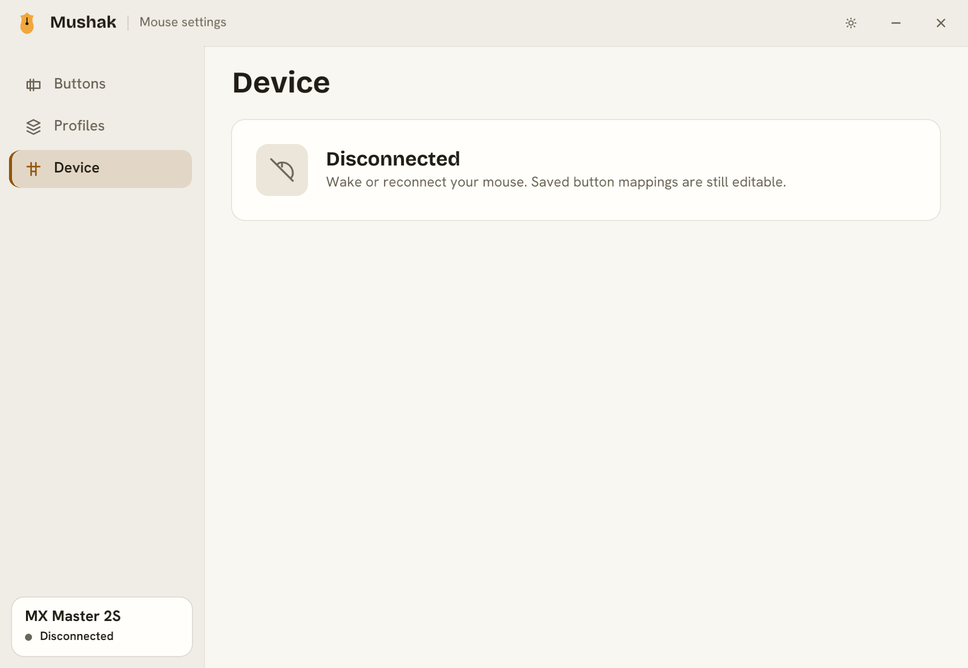 Mushak
Mouse settings
Buttons
Profiles
Device
Device
Disconnected
Wake or reconnect your mouse. Saved button mappings are still editable.
MX Master 2S
Disconnected